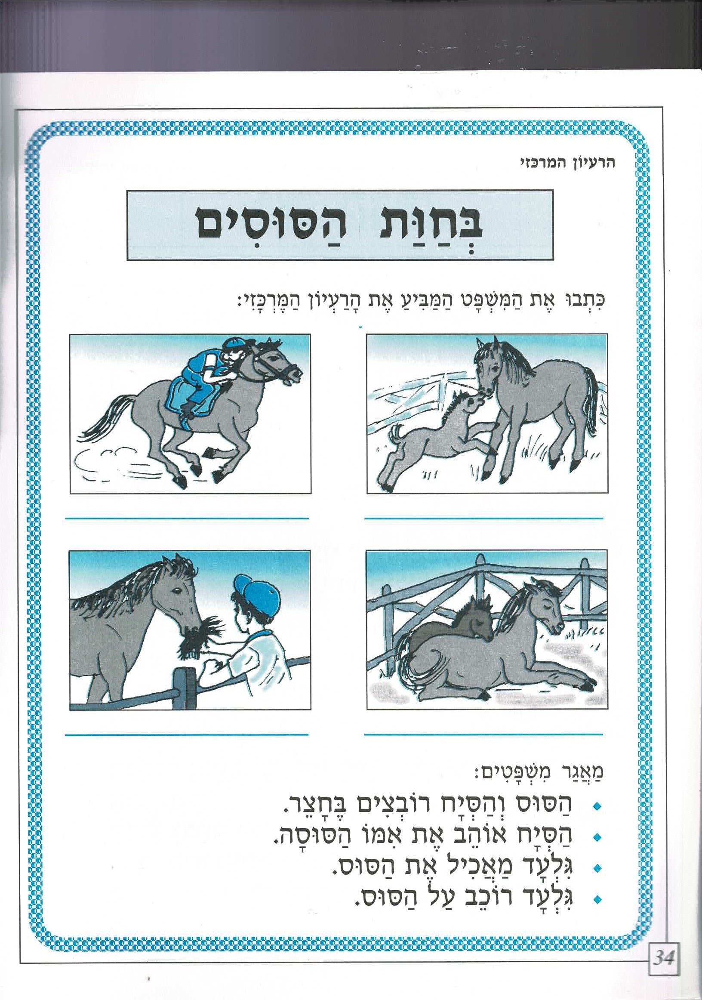 הרעיון המרכזי
בְּחַוַּת הַסּוּסִים
כִּתְבוּ אֶת הַמִּשְׁפָּט הַמַּבִּיעַ אֶת הָרַעְיוֹן הַמֶּרְכָּזִי:
מַאֲגַר מִשְׁפָּטִים:
◆ הַסּוּס וְהַסְּיָח רוֹבְצִים בֶּחָצֵר.
◆ הַסְּיָח אוֹהֵב אֶת אִמּוֹ הַסּוּסָה.
◆ גִּלְעָד מַאֲכִיל אֶת הַסּוּס.
◆ גִּלְעָד רוֹכֵב עַל הַסּוּס.
34